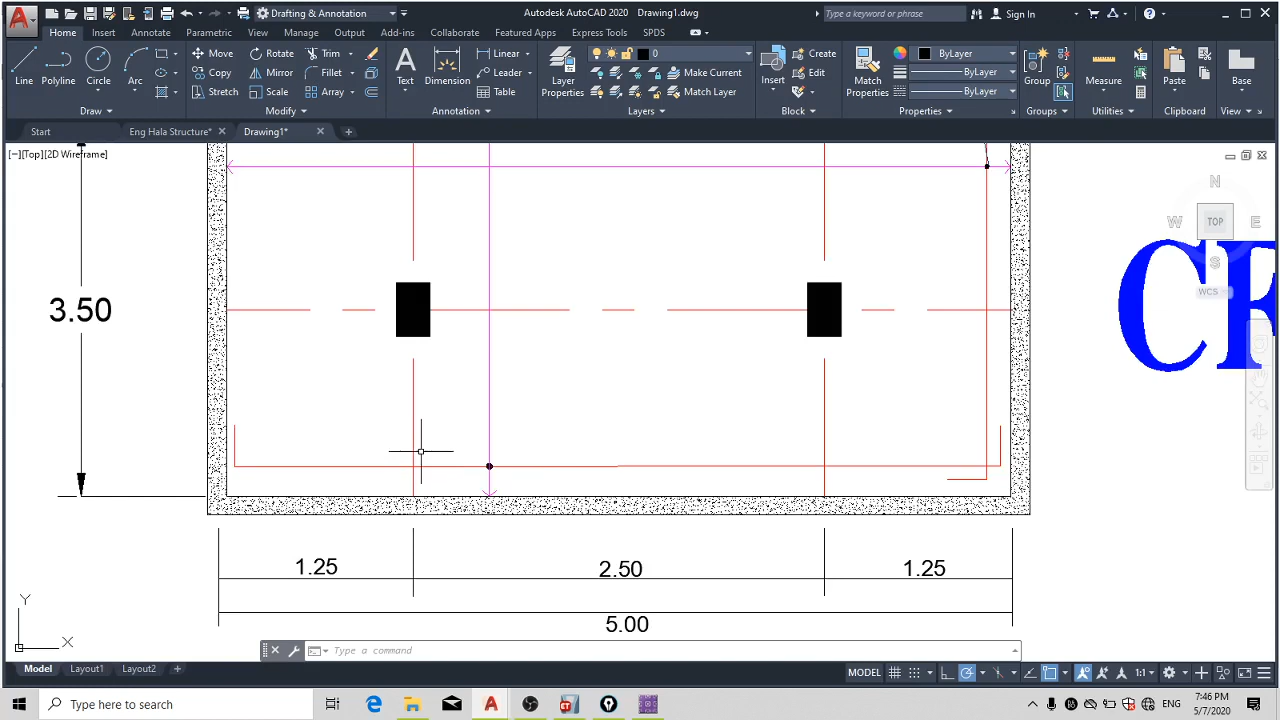 Drafting & Annotation
Autodesk AutoCAD 2020 Drawing1.dwg
Type a keyword or phrase
Sign In
Home Insert Annotate Parametric View Manage Output Add-ins Collaborate Featured Apps Express Tools SPDS
Line Polyline Circle Arc
Move Rotate Trim
Copy Mirror Fillet
Stretch Scale Array
Text Dimension
Linear
Leader
Table
Layer Properties
0
Make Current
Match Layer
Insert
Create
Edit
Match Properties
ByLayer
ByLayer
ByLayer
Group
Measure
Paste
Base
Draw Modify Annotation Layers Block Properties Groups Utilities Clipboard View
Start Eng Hala Structure* Drawing1*
[−][Top][2D Wireframe]
N
W TOP E
S
WCS
3.50
1.25 2.50 1.25
5.00
Y
X
Type a command
Model Layout1 Layout2
MODEL
1:1
Type here to search
ENG
7:46 PM
5/7/2020